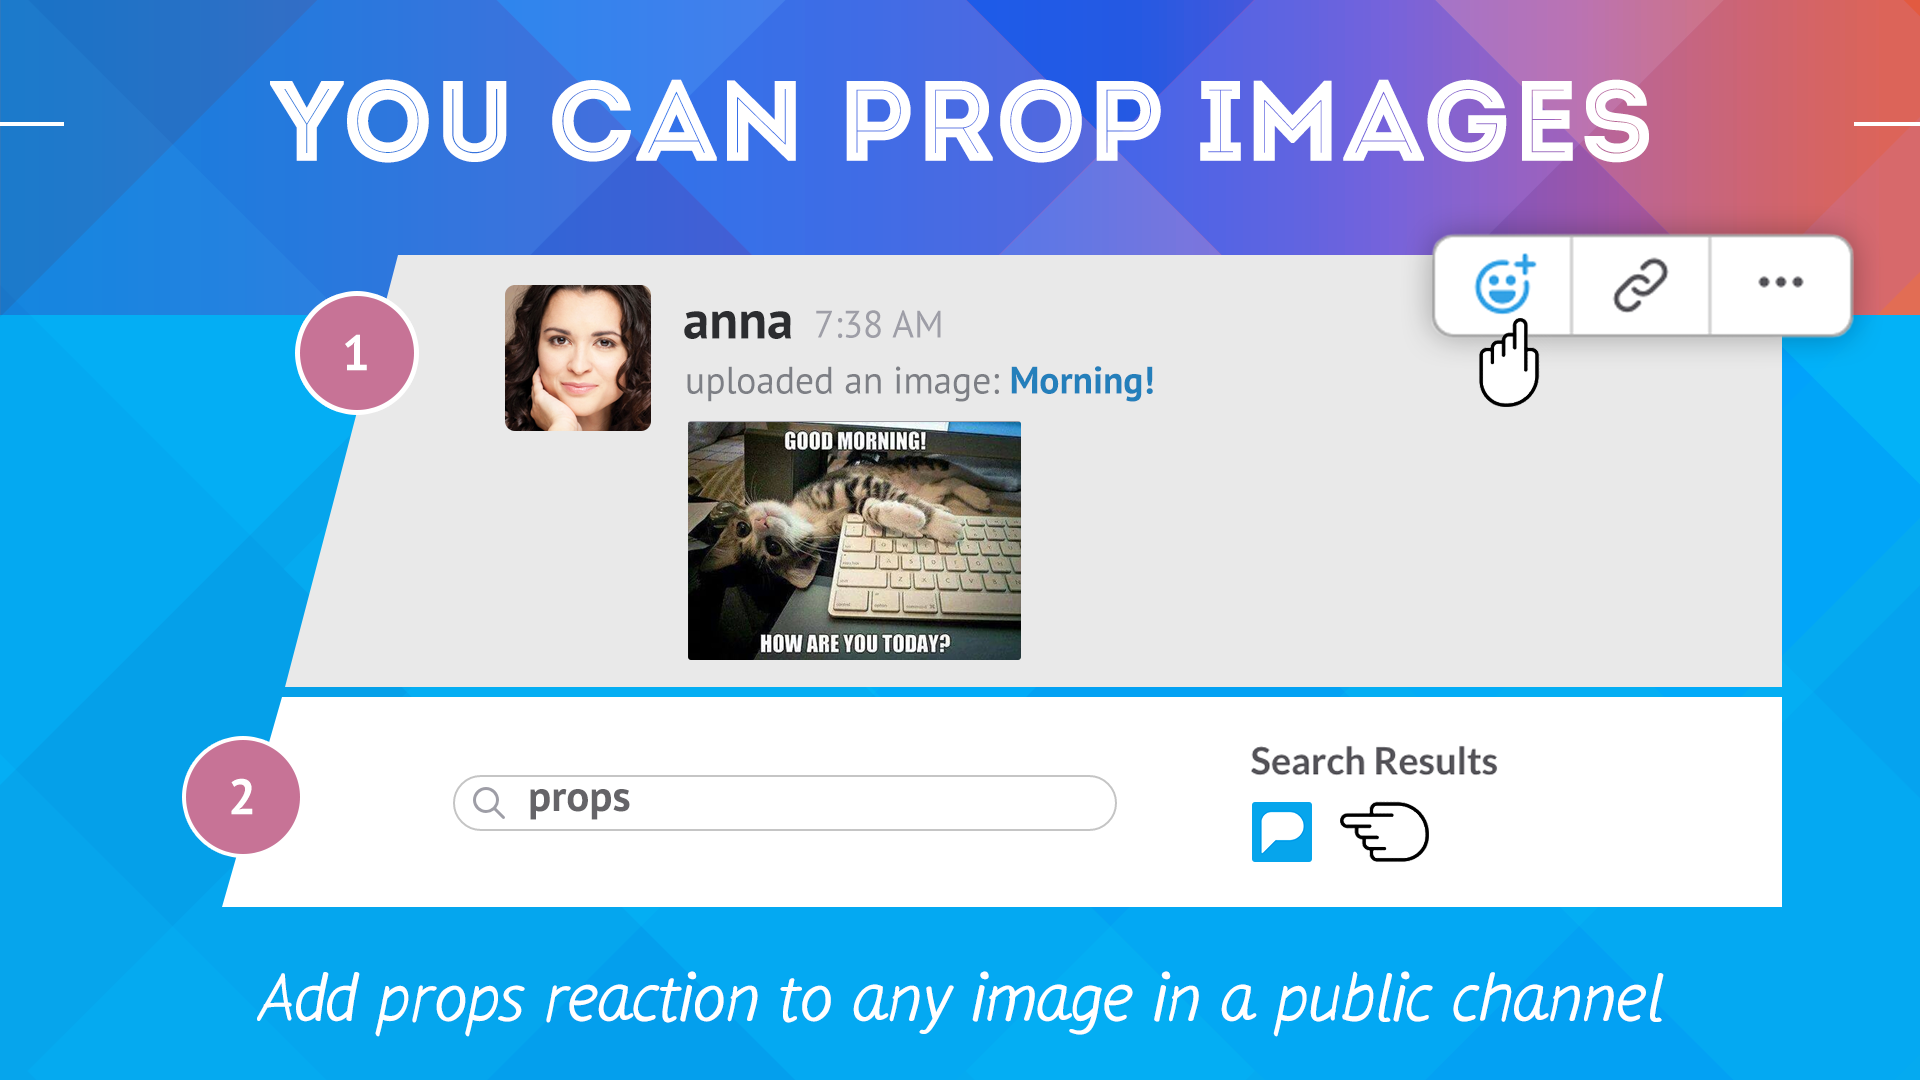 YOU CAN PROP IMAGES
1
anna 7:38 AM
uploaded an image: Morning!
GOOD MORNING!
HOW ARE YOU TODAY?
2
props
Search Results
Add props reaction to any image in a public channel